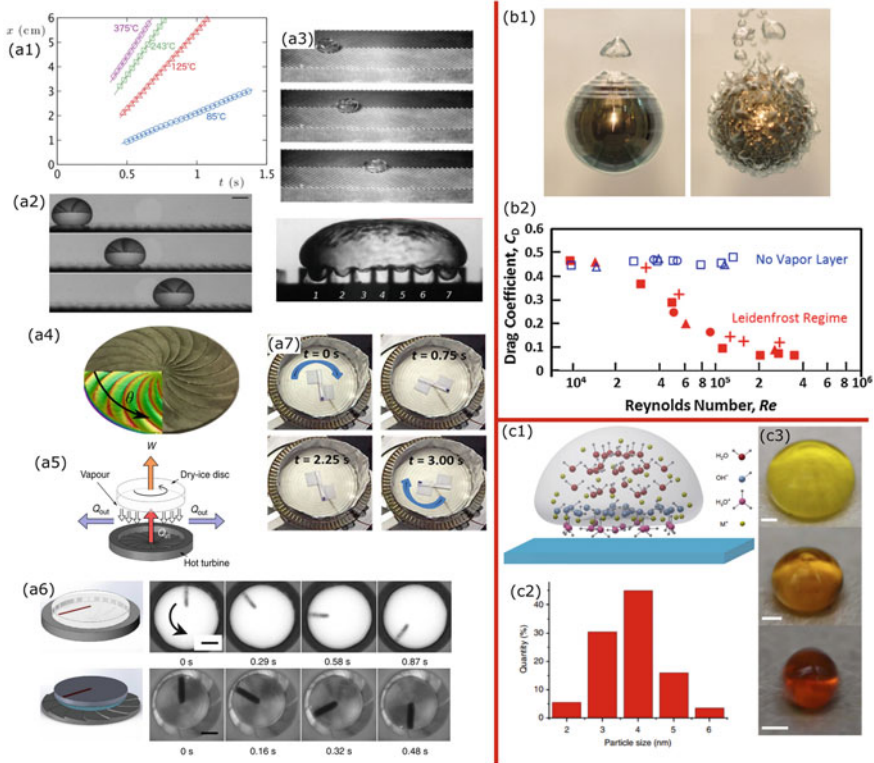 (a1)
x (cm)
6
5
4
3
2
1
0
0.5
1.0
1.5
t (s)
375°C
243°C
125°C
85°C
(a2)
(a3)
1 2 3 4 5 6 7
(a4)
θ
(a5)
W
Dry-ice disc
Vapour
Qout
Qout
Hot turbine
(a6)
0 s 0.29 s 0.58 s 0.87 s
0 s 0.16 s 0.32 s 0.48 s
(a7)
t = 0 s
t = 0.75 s
t = 2.25 s
t = 3.00 s
(b1)
(b2)
Drag Coefficient, CD
0.6
0.5
0.4
0.3
0.2
0.1
0
No Vapor Layer
Leidenfrost Regime
10⁴ 2 4 6 8 10⁵ 2 4 6 8 10⁶
Reynolds Number, Re
(c1)
H₂O
OH⁻
H₃O⁺
M⁺
(c2)
Quantity (%)
40
30
20
10
0
2 3 4 5 6
Particle size (nm)
(c3)